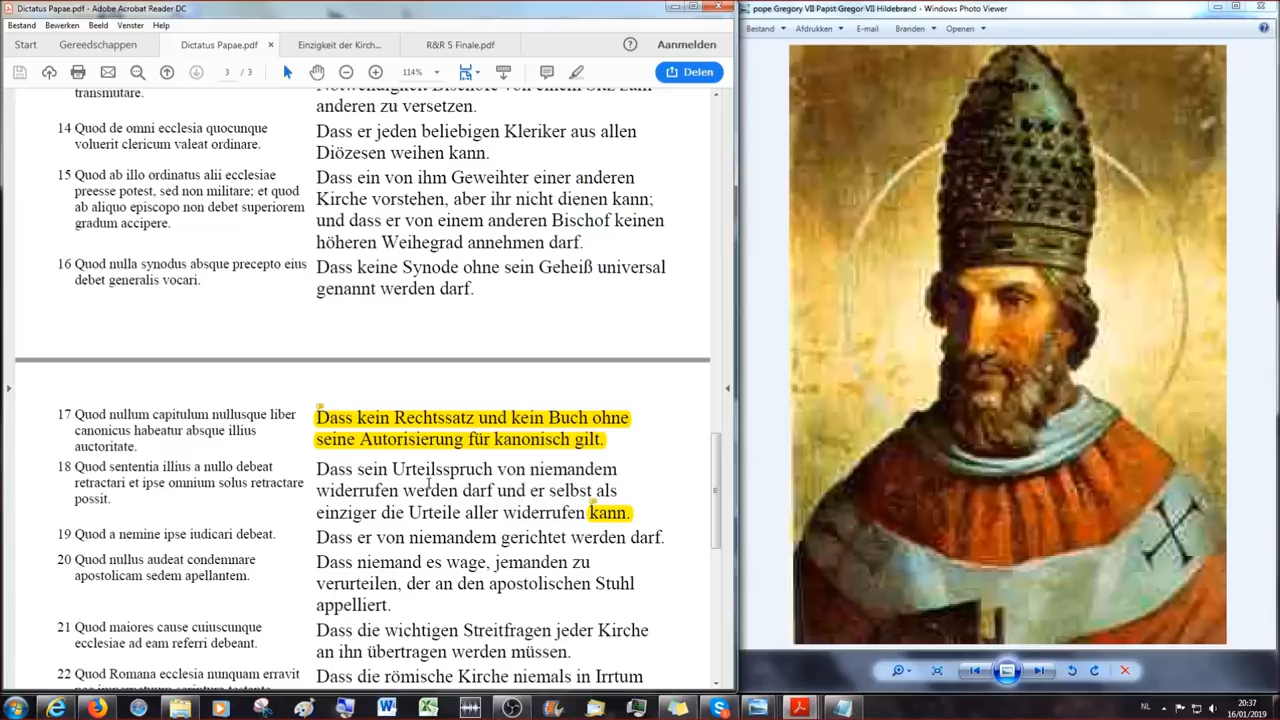 Dictatus Papae.pdf - Adobe Acrobat Reader DC
Bestand Bewerken Beeld Venster Help
Start Gereedschappen Dictatus Papae.pdf × Einzigkeit der Kirch... R&R 5 Finale.pdf Aanmelden
3 / 3 114% Delen
transmutare.
anderen zu versetzen.
14 Quod de omni ecclesia quocunque
voluerit clericum valeat ordinare.
Dass er jeden beliebigen Kleriker aus allen
Diözesen weihen kann.
15 Quod ab illo ordinatus alii ecclesiae
preesse potest, sed non militare; et quod
ab aliquo episcopo non debet superiorem
gradum accipere.
Dass ein von ihm Geweihter einer anderen
Kirche vorstehen, aber ihr nicht dienen kann;
und dass er von einem anderen Bischof keinen
höheren Weihegrad annehmen darf.
16 Quod nulla synodus absque precepto eius
debet generalis vocari.
Dass keine Synode ohne sein Geheiß universal
genannt werden darf.
17 Quod nullum capitulum nullusque liber
canonicus habeatur absque illius
auctoritate.
Dass kein Rechtssatz und kein Buch ohne
seine Autorisierung für kanonisch gilt.
18 Quod sententia illius a nullo debeat
retractari et ipse omnium solus retractare
possit.
Dass sein Urteilsspruch von niemandem
widerrufen werden darf und er selbst als
einziger die Urteile aller widerrufen kann.
19 Quod a nemine ipse iudicari debeat.
Dass er von niemandem gerichtet werden darf.
20 Quod nullus audeat condemnare
apostolicam sedem apellantem.
Dass niemand es wage, jemanden zu
verurteilen, der an den apostolischen Stuhl
appelliert.
21 Quod maiores cause cuiuscunque
ecclesiae ad eam referri debeant.
Dass die wichtigen Streitfragen jeder Kirche
an ihn übertragen werden müssen.
22 Quod Romana ecclesia nunquam erravit
Dass die römische Kirche niemals in Irrtum
pope Gregory VII Papst Gregor VII Hildebrand - Windows Photo Viewer
Bestand Afdrukken E-mail Branden Openen
NL
20:37
16/01/2019